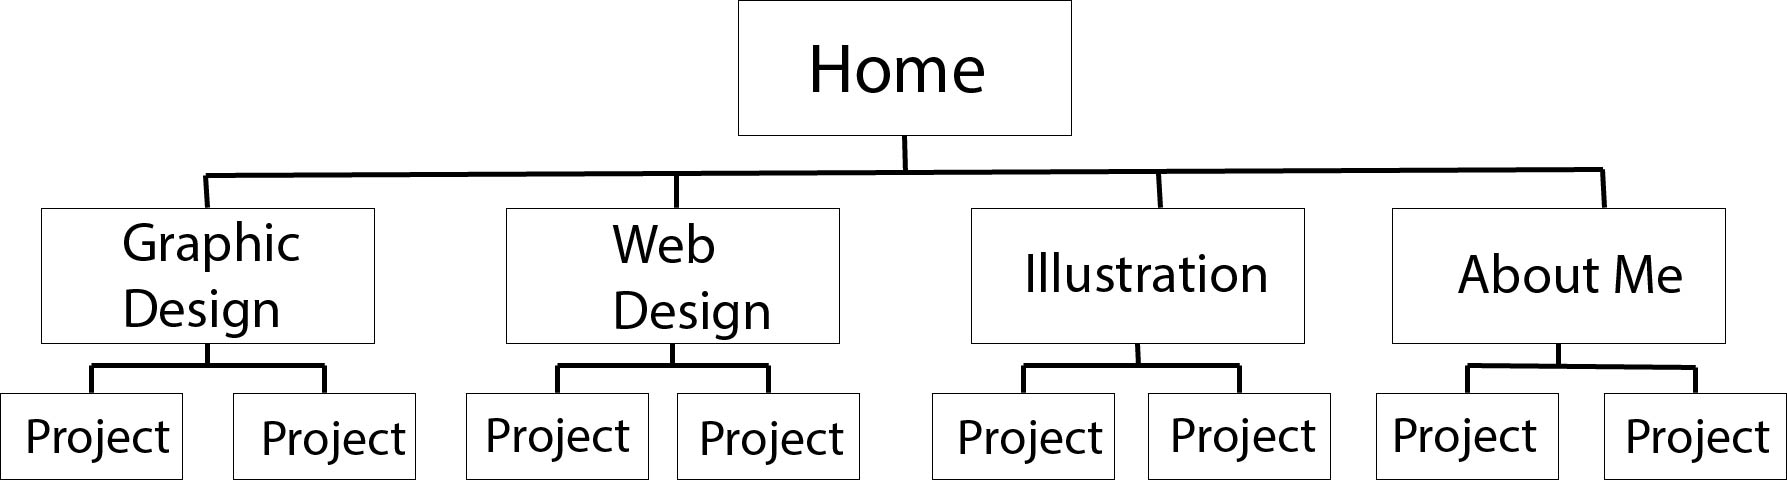 Home
Graphic
Design
Web
Design
Illustration
About Me
Project
Project
Project
Project
Project
Project
Project
Project